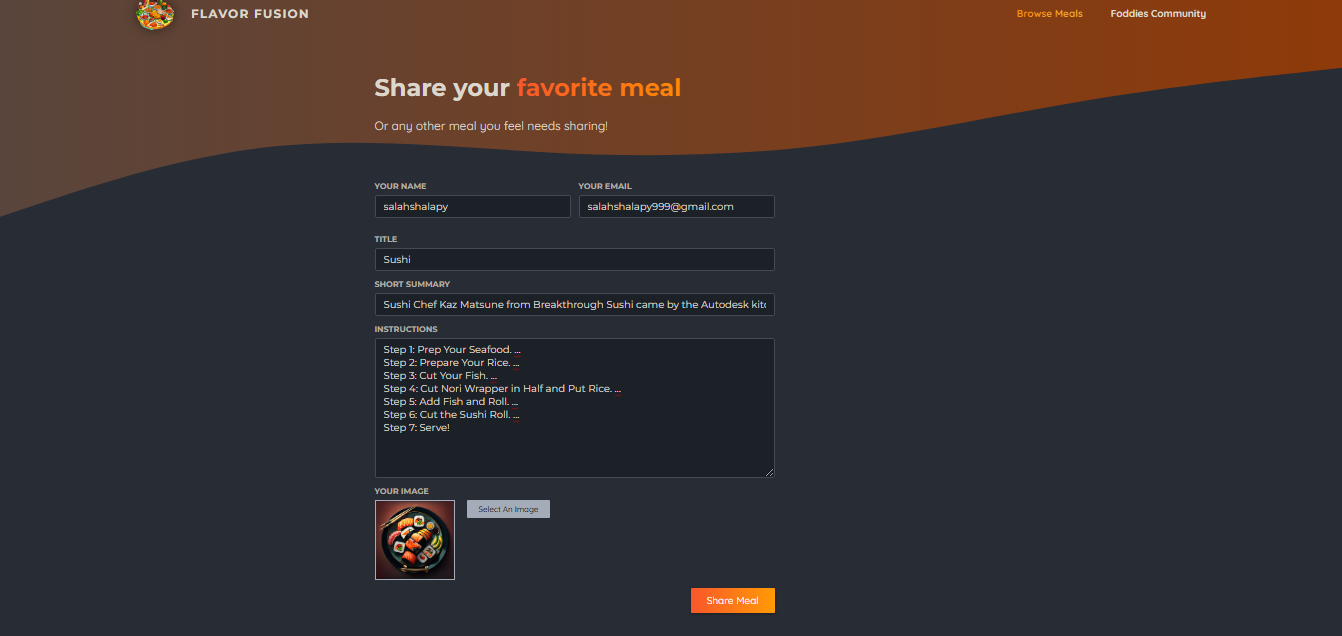 FLAVOR FUSION
Browse Meals
Foddies Community
Share your favorite meal
Or any other meal you feel needs sharing!
YOUR NAME
YOUR EMAIL
salahshalapy
salahshalapy999@gmail.com
TITLE
Sushi
SHORT SUMMARY
Sushi Chef Kaz Matsune from Breakthrough Sushi came by the Autodesk
INSTRUCTIONS
Step 1: Prep Your Seafood. ...
Step 2: Prepare Your Rice. ...
Step 3: Cut Your Fish. ...
Step 4: Cut Nori Wrapper in Half and Put Rice. ...
Step 5: Add Fish and Roll. ...
Step 6: Cut the Sushi Roll. ...
Step 7: Serve!
YOUR IMAGE
Select An Image
Share Meal